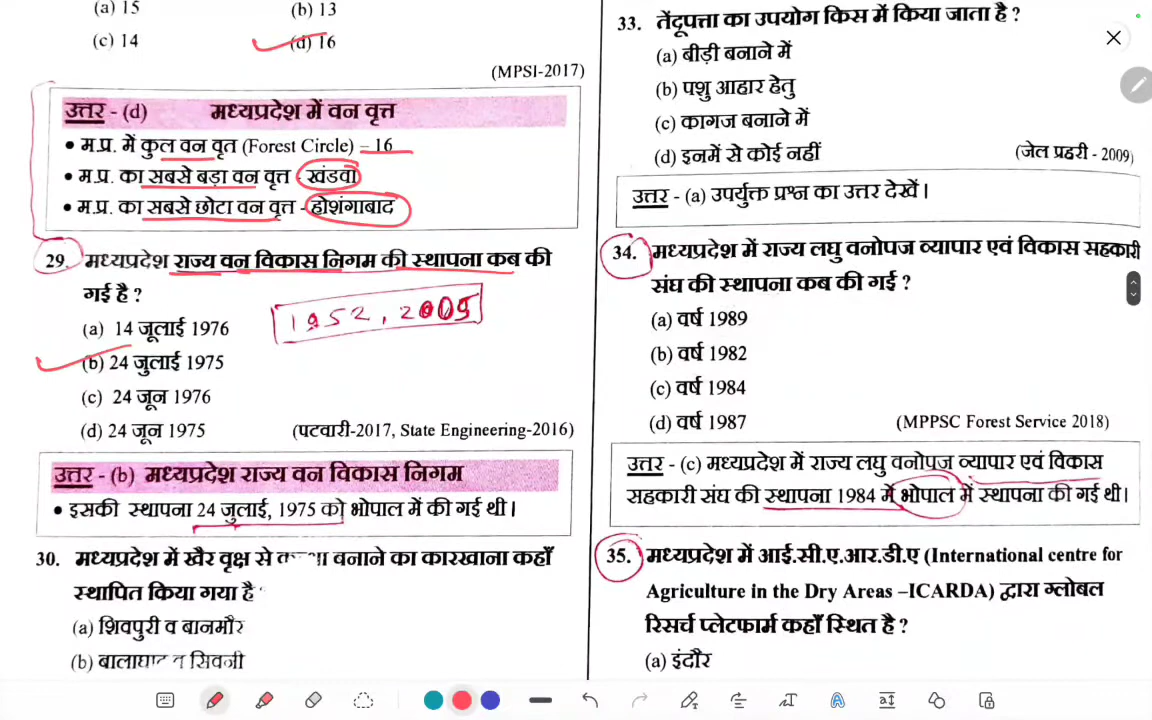 (a) 15
(b) 13
(c) 14
(d) 16
(MPSI-2017)
उत्तर - (d) मध्यप्रदेश में वन वृत्त
• म.प्र. में कुल वन वृत (Forest Circle) – 16
• म.प्र. का सबसे बड़ा वन वृत्त - खंडवा
• म.प्र. का सबसे छोटा वन वृत्त - होशंगाबाद
29. मध्यप्रदेश राज्य वन विकास निगम की स्थापना कब की
गई है ?
1952, 2005
(a) 14 जूलाई 1976
(b) 24 जुलाई 1975
(c) 24 जून 1976
(d) 24 जून 1975
(पटवारी-2017, State Engineering-2016)
उत्तर - (b) मध्यप्रदेश राज्य वन विकास निगम
• इसकी स्थापना 24 जुलाई, 1975 को भोपाल में की गई थी।
30. मध्यप्रदेश में खैर वृक्ष से बनाने का कारखाना कहाँ
स्थापित किया गया है
(a) शिवपुरी व बानमौर
(b) बालाघाट व सिवनी
33. तेंदूपत्ता का उपयोग किस में किया जाता है ?
(a) बीड़ी बनाने में
(b) पशु आहार हेतु
(c) कागज बनाने में
(d) इनमें से कोई नहीं
(जेल प्रहरी - 2009)
उत्तर - (a) उपर्युक्त प्रश्न का उत्तर देखें।
34. मध्यप्रदेश में राज्य लघु वनोपज व्यापार एवं विकास सहकारी
संघ की स्थापना कब की गई ?
(a) वर्ष 1989
(b) वर्ष 1982
(c) वर्ष 1984
(d) वर्ष 1987
(MPPSC Forest Service 2018)
उत्तर - (c) मध्यप्रदेश में राज्य लघु वनोपज व्यापार एवं विकास
सहकारी संघ की स्थापना 1984 में भोपाल में स्थापना की गई थी।
35. मध्यप्रदेश में आई.सी.ए.आर.डी.ए (International centre for
Agriculture in the Dry Areas –ICARDA) द्वारा ग्लोबल
रिसर्च प्लेटफार्म कहाँ स्थित है ?
(a) इंदौर